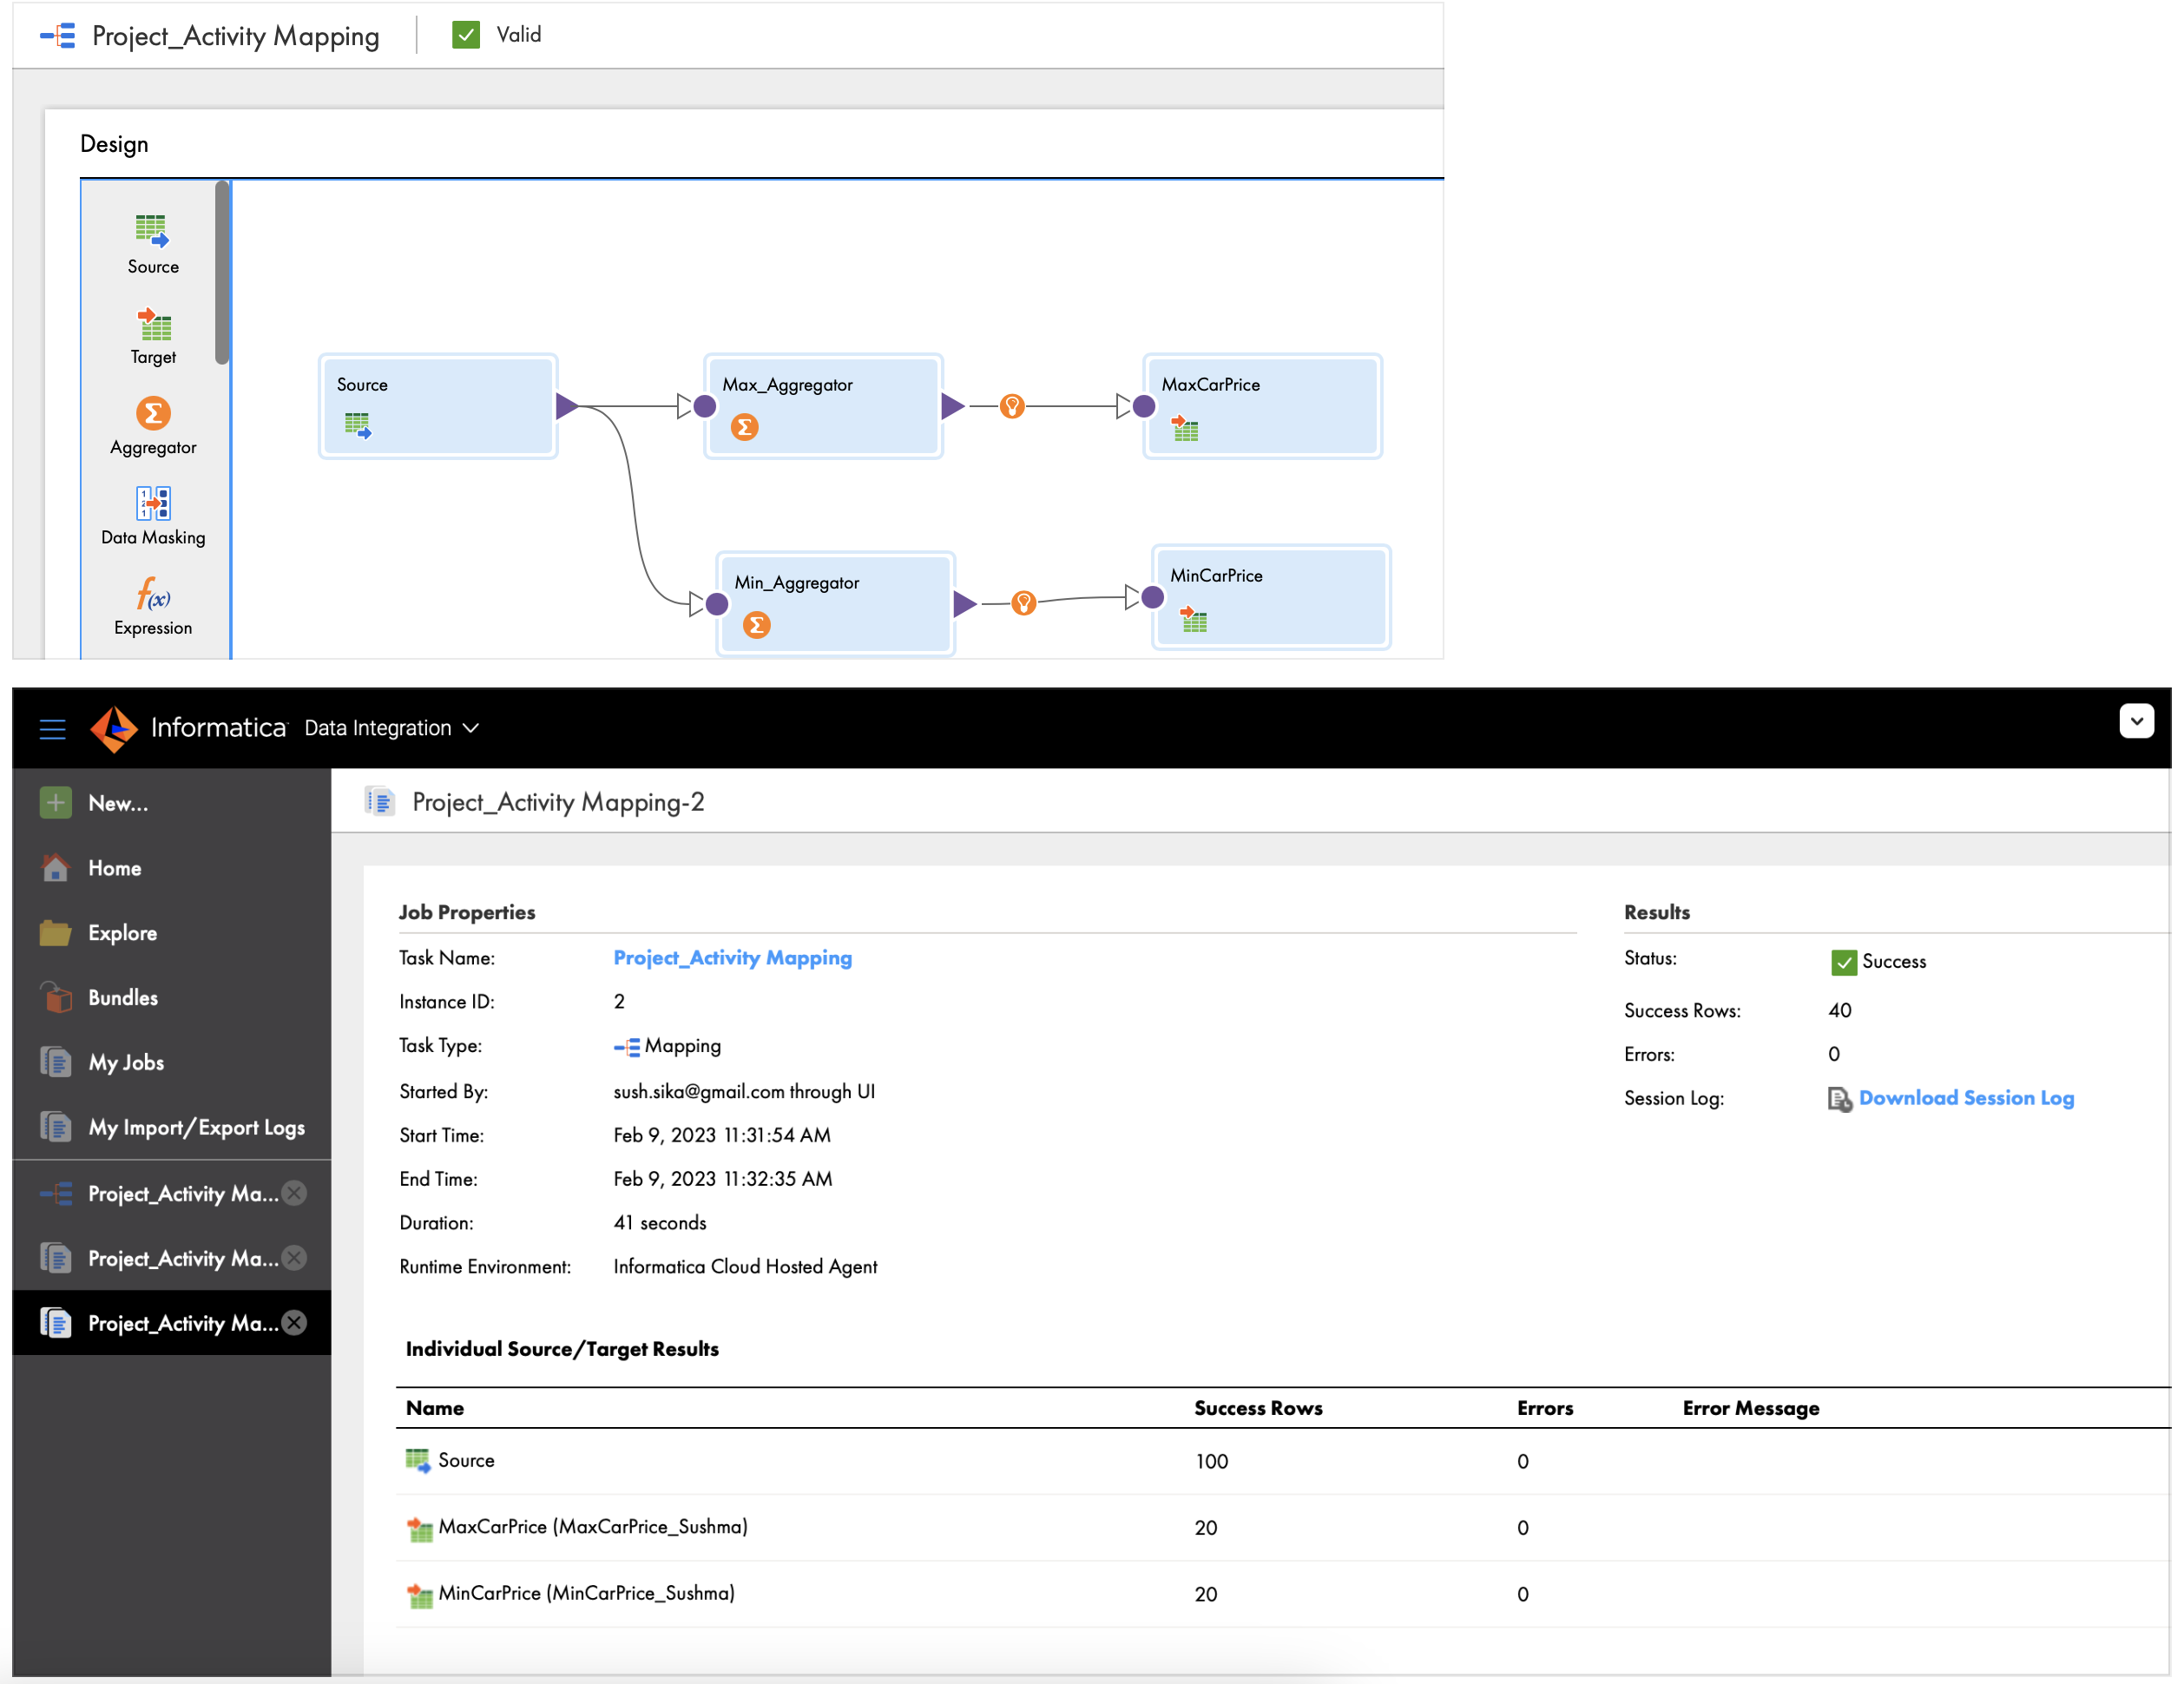 Project_Activity Mapping
Valid
Design
Source
Target
Aggregator
Data Masking
f(x)
Expression
Source
Max_Aggregator
MaxCarPrice
Min_Aggregator
MinCarPrice
Informatica Data Integration
New...
Home
Explore
Bundles
My Jobs
My Import/Export Logs
Project_Activity Ma...
Project_Activity Ma...
Project_Activity Ma...
Project_Activity Mapping-2
Job Properties
Task Name: Project_Activity Mapping
Instance ID: 2
Task Type: Mapping
Started By: sush.sika@gmail.com through UI
Start Time: Feb 9, 2023 11:31:54 AM
End Time: Feb 9, 2023 11:32:35 AM
Duration: 41 seconds
Runtime Environment: Informatica Cloud Hosted Agent
Results
Status: Success
Success Rows: 40
Errors: 0
Session Log: Download Session Log
Individual Source/Target Results
Name Success Rows Errors Error Message
Source 100 0
MaxCarPrice (MaxCarPrice_Sushma) 20 0
MinCarPrice (MinCarPrice_Sushma) 20 0